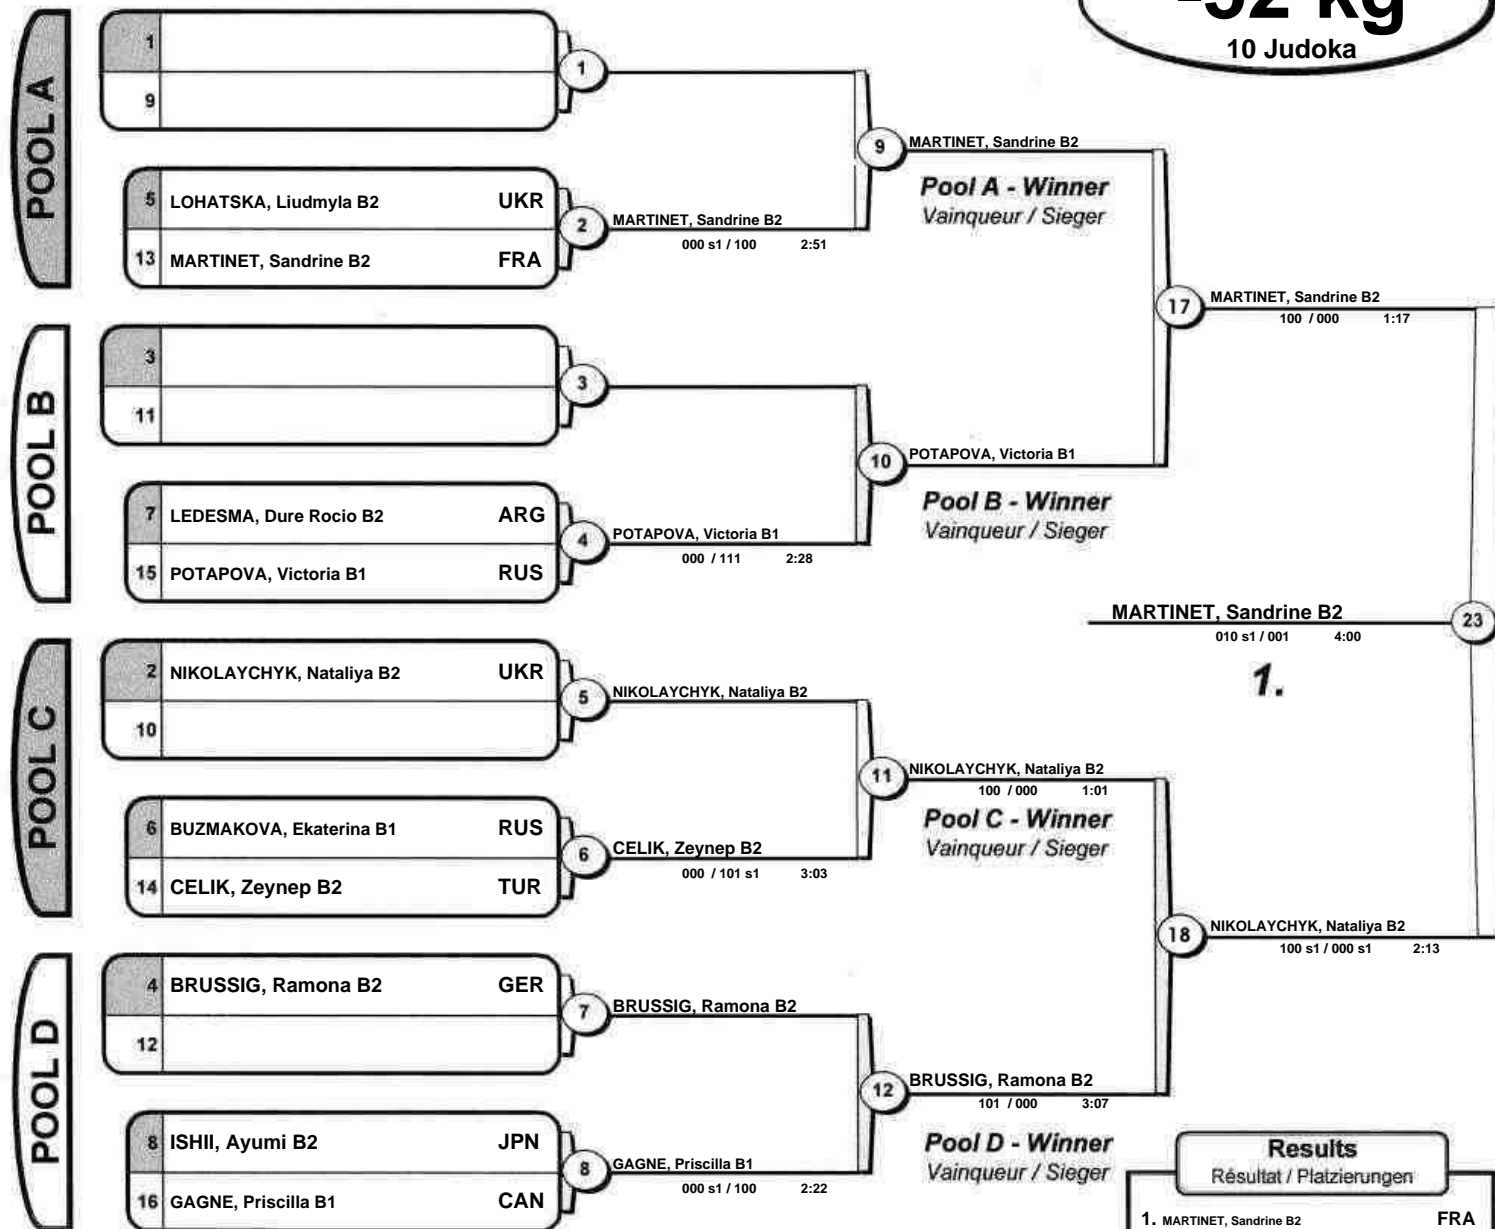 -52 kg
10 Judoka
POOL A
1
9
1
5 LOHATSKA, Liudmyla B2 UKR
13 MARTINET, Sandrine B2 FRA
2
MARTINET, Sandrine B2
000 s1 / 100 2:51
9
MARTINET, Sandrine B2
Pool A - Winner
Vainqueur / Sieger
17
MARTINET, Sandrine B2
100 / 000 1:17
POOL B
3
11
3
7 LEDESMA, Dure Rocio B2 ARG
15 POTAPOVA, Victoria B1 RUS
4
POTAPOVA, Victoria B1
000 / 111 2:28
10
POTAPOVA, Victoria B1
Pool B - Winner
Vainqueur / Sieger
MARTINET, Sandrine B2
010 s1 / 001 4:00
23
1.
POOL C
2 NIKOLAYCHYK, Nataliya B2 UKR
10
5
NIKOLAYCHYK, Nataliya B2
6 BUZMAKOVA, Ekaterina B1 RUS
14 CELIK, Zeynep B2 TUR
6
CELIK, Zeynep B2
000 / 101 s1 3:03
11
NIKOLAYCHYK, Nataliya B2
100 / 000 1:01
Pool C - Winner
Vainqueur / Sieger
18
NIKOLAYCHYK, Nataliya B2
100 s1 / 000 s1 2:13
POOL D
4 BRUSSIG, Ramona B2 GER
12
7
BRUSSIG, Ramona B2
8 ISHII, Ayumi B2 JPN
16 GAGNE, Priscilla B1 CAN
8
GAGNE, Priscilla B1
000 s1 / 100 2:22
12
BRUSSIG, Ramona B2
101 / 000 3:07
Pool D - Winner
Vainqueur / Sieger
Results
Résultat / Platzierungen
1. MARTINET, Sandrine B2 FRA